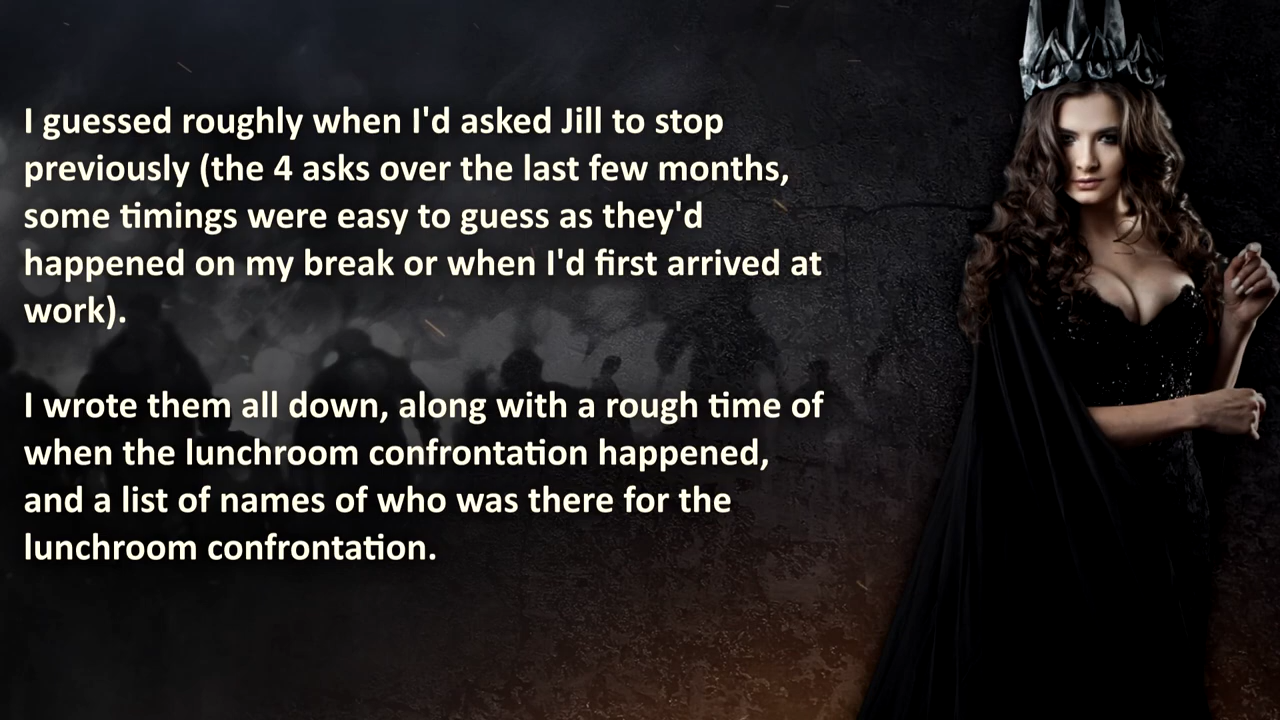 I guessed roughly when I'd asked Jill to stop
previously (the 4 asks over the last few months,
some timings were easy to guess as they'd
happened on my break or when I'd first arrived at
work).
I wrote them all down, along with a rough time of
when the lunchroom confrontation happened,
and a list of names of who was there for the
lunchroom confrontation.